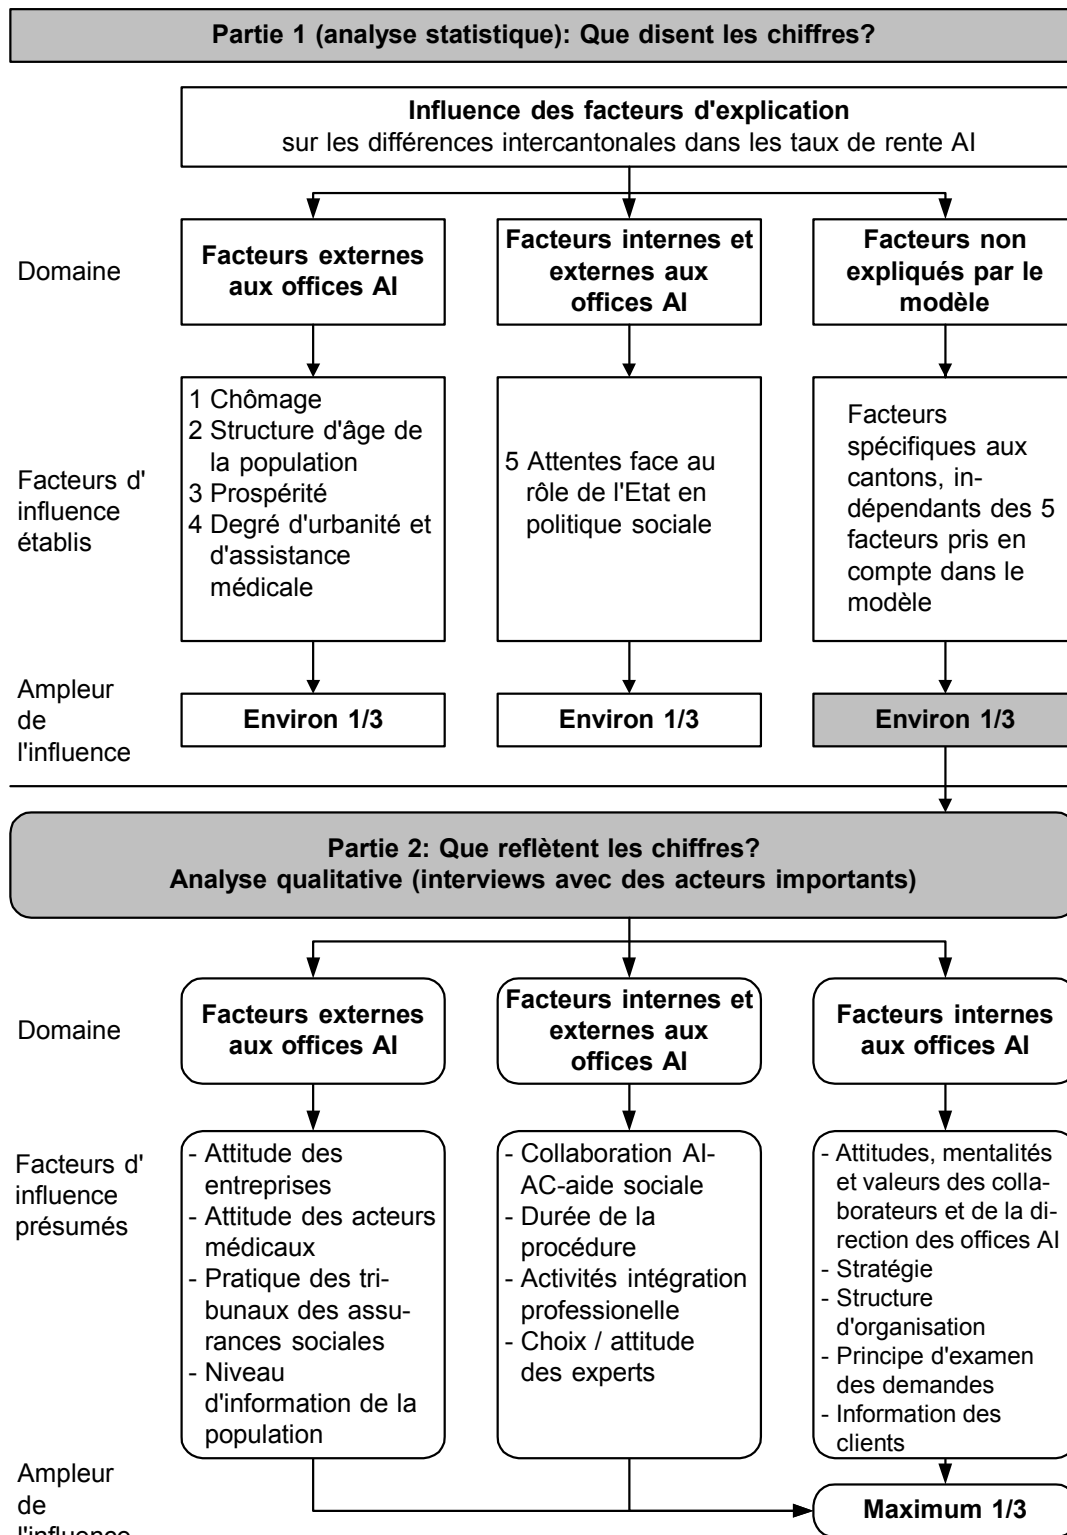 Partie 1 (analyse statistique): Que disent les chiffres?
Influence des facteurs d'explication
sur les différences intercantonales dans les taux de rente AI
Domaine
Facteurs externes
aux offices AI
Facteurs internes et
externes aux
offices AI
Facteurs non
expliqués par le
modèle
Facteurs d'
influence
établis
1 Chômage
2 Structure d'âge de
la population
3 Prospérité
4 Degré d'urbanité et
d'assistance
médicale
5 Attentes face au
rôle de l'Etat en
politique sociale
Facteurs
spécifiques aux
cantons, in-
dépendants des 5
facteurs pris en
compte dans le
modèle
Ampleur
de
l'influence
Environ 1/3
Environ 1/3
Environ 1/3
Partie 2: Que reflètent les chiffres?
Analyse qualitative (interviews avec des acteurs importants)
Domaine
Facteurs externes
aux offices AI
Facteurs internes et
externes aux
offices AI
Facteurs internes
aux offices AI
Facteurs d'
influence
présumés
- Attitude des
entreprises
- Attitude des acteurs
médicaux
- Pratique des tri-
bunaux des assu-
rances sociales
- Niveau
d'information de la
population
- Collaboration AI-
AC-aide sociale
- Durée de la
procédure
- Activités intégration
professionelle
- Choix / attitude
des experts
- Attitudes, mentalités
et valeurs des colla-
borateurs et de la di-
rection des offices AI
- Stratégie
- Structure
d'organisation
- Principe d'examen
des demandes
- Information des
clients
Ampleur
de
l'influence
Maximum 1/3